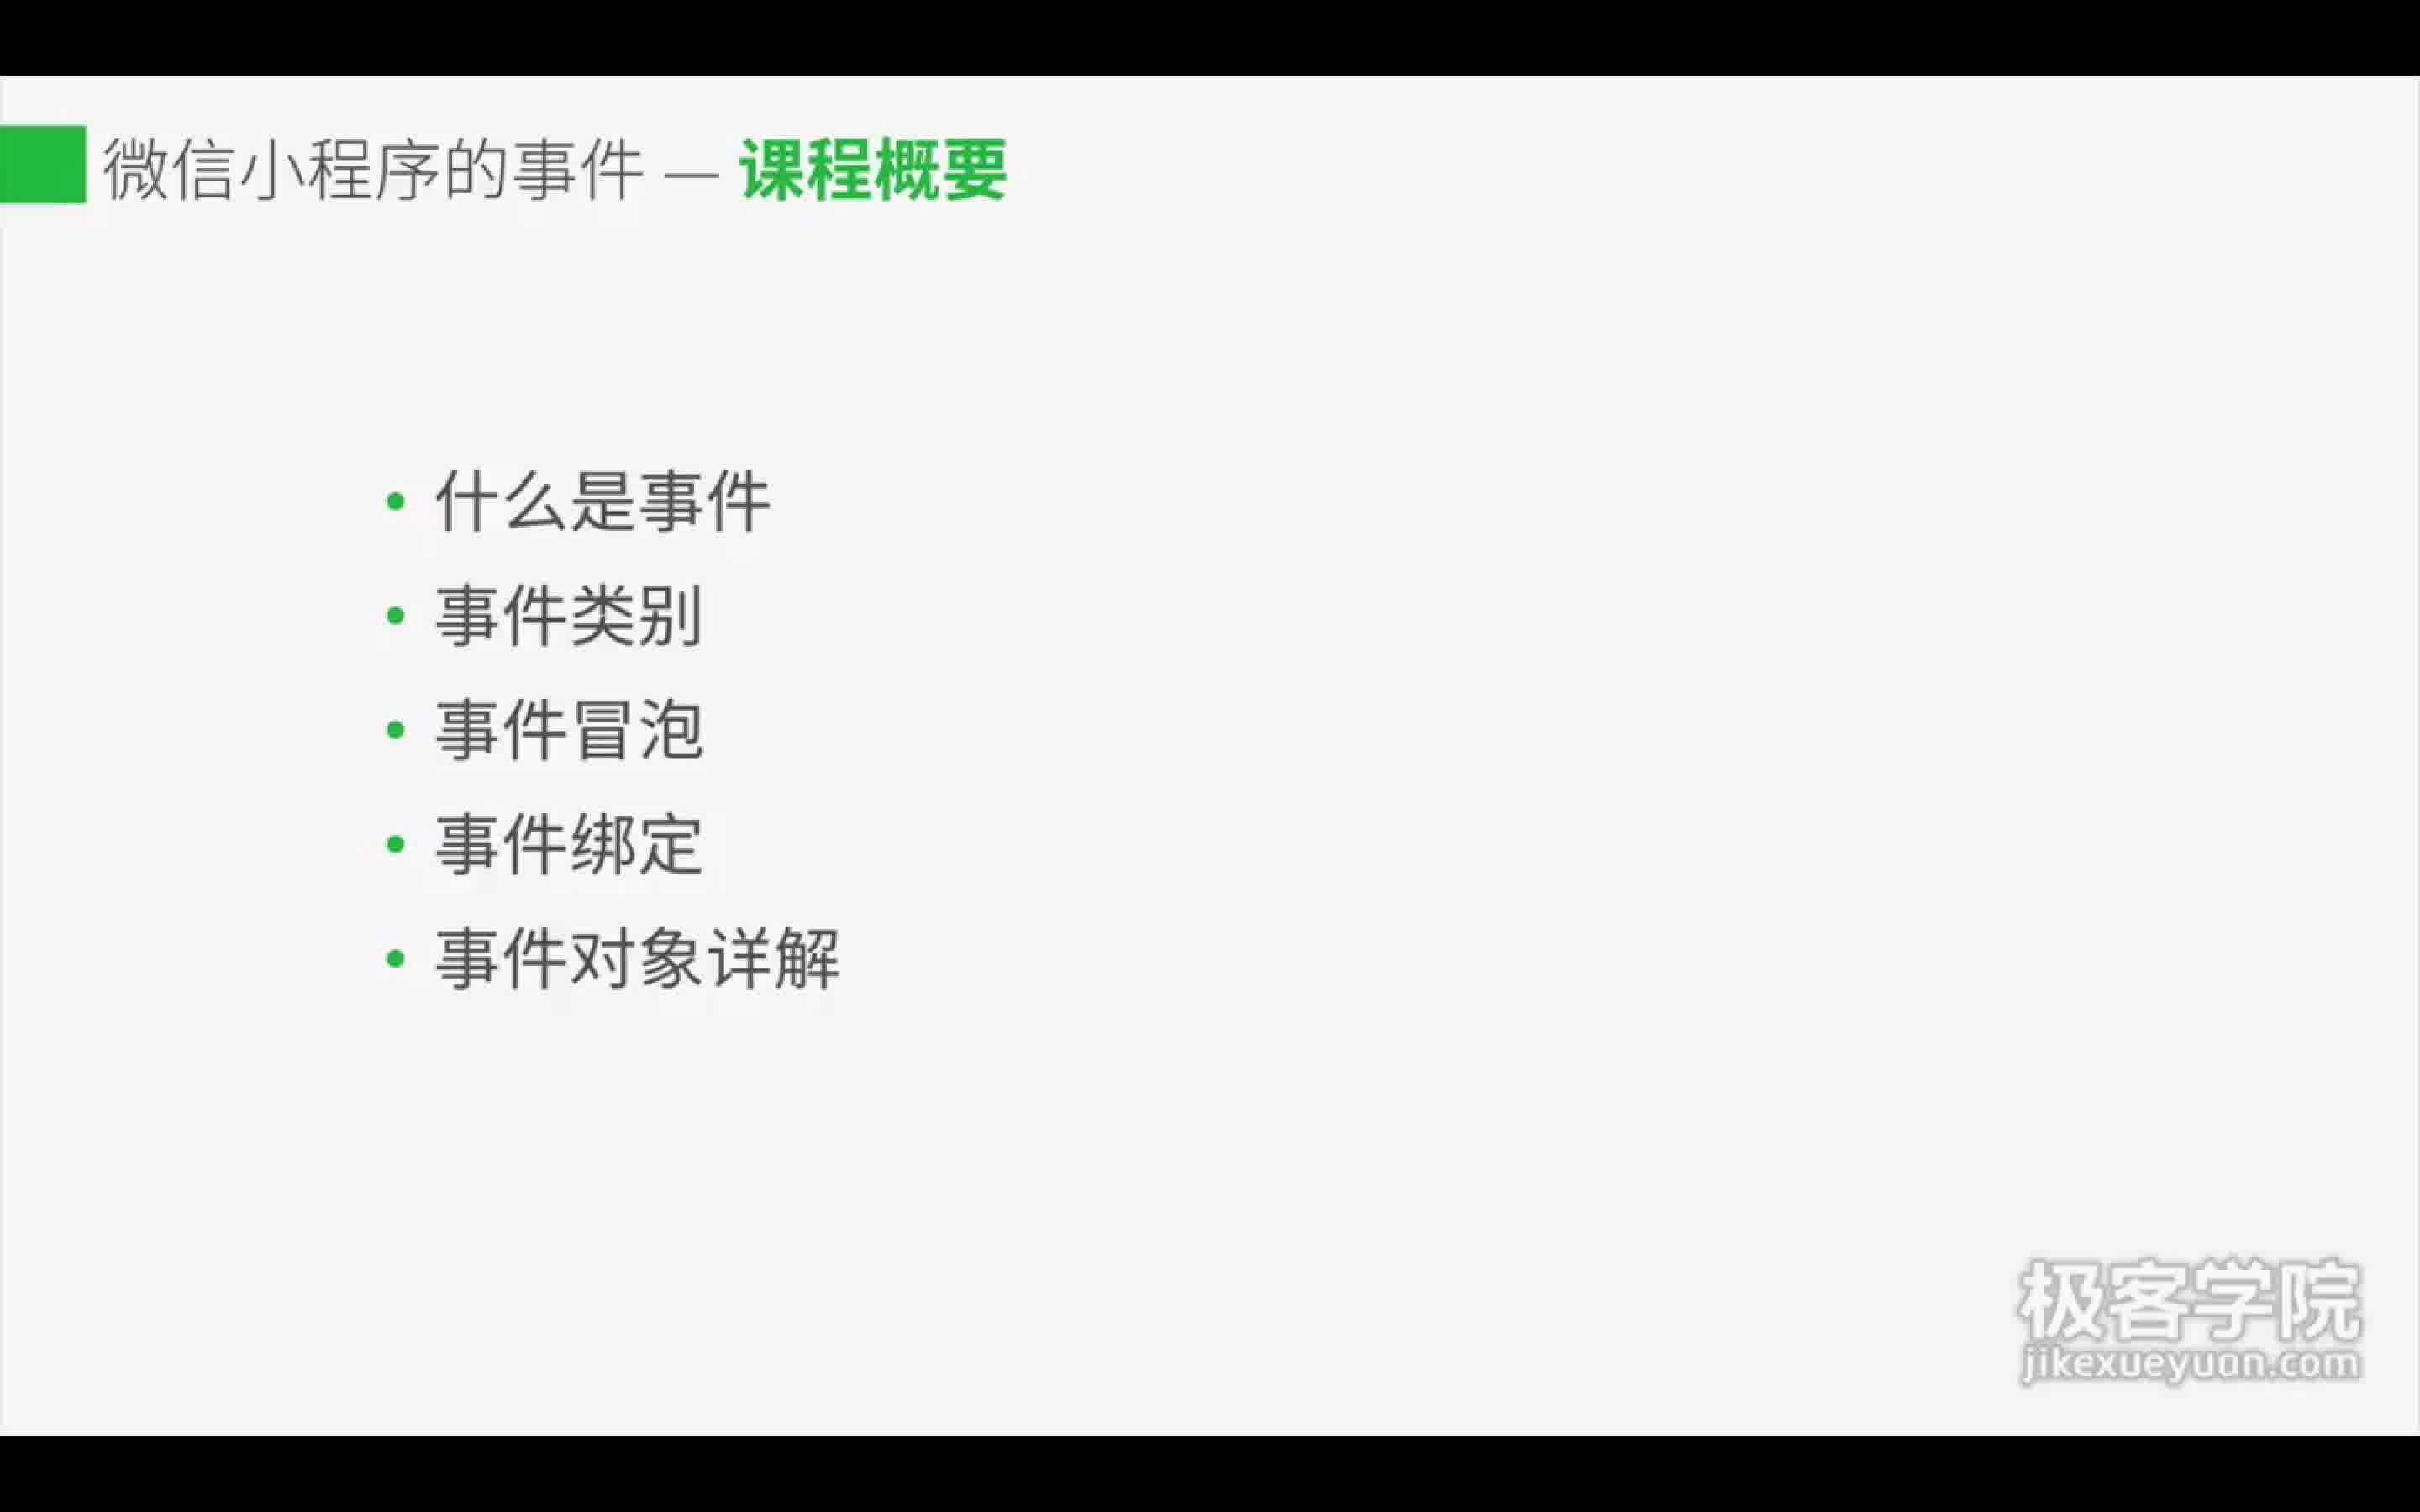 微信小程序的事件 — 课程概要
• 什么是事件
• 事件类别
• 事件冒泡
• 事件绑定
• 事件对象详解
极客学院
jikexueyuan.com